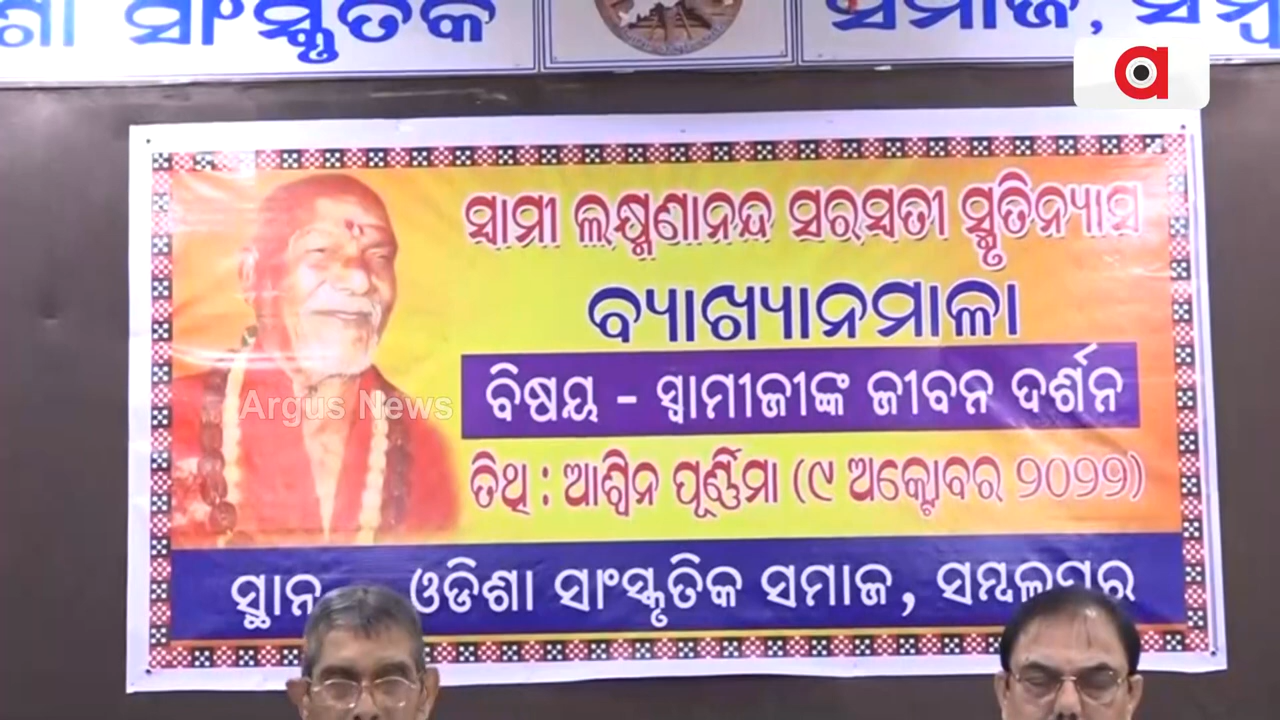 ସାଂସ୍କୃତିକ ସମାଜ,
ସ୍ୱାମୀ ଲକ୍ଷ୍ମଣାନନ୍ଦ ସରସ୍ୱତୀ ସ୍ମୃତିନ୍ୟାସ
ବ୍ୟାଖ୍ୟାନମାଳା
ବିଷୟ - ସ୍ୱାମୀଜୀଙ୍କ ଜୀବନ ଦର୍ଶନ
Argus News
ତିଥି : ଆଶ୍ୱିନ ପୂର୍ଣ୍ଣିମା (୯ ଅକ୍ଟୋବର ୨୦୨୨)
ସ୍ଥାନ ଓଡିଶା ସାଂସ୍କୃତିକ ସମାଜ, ସମ୍ବଲପୁର